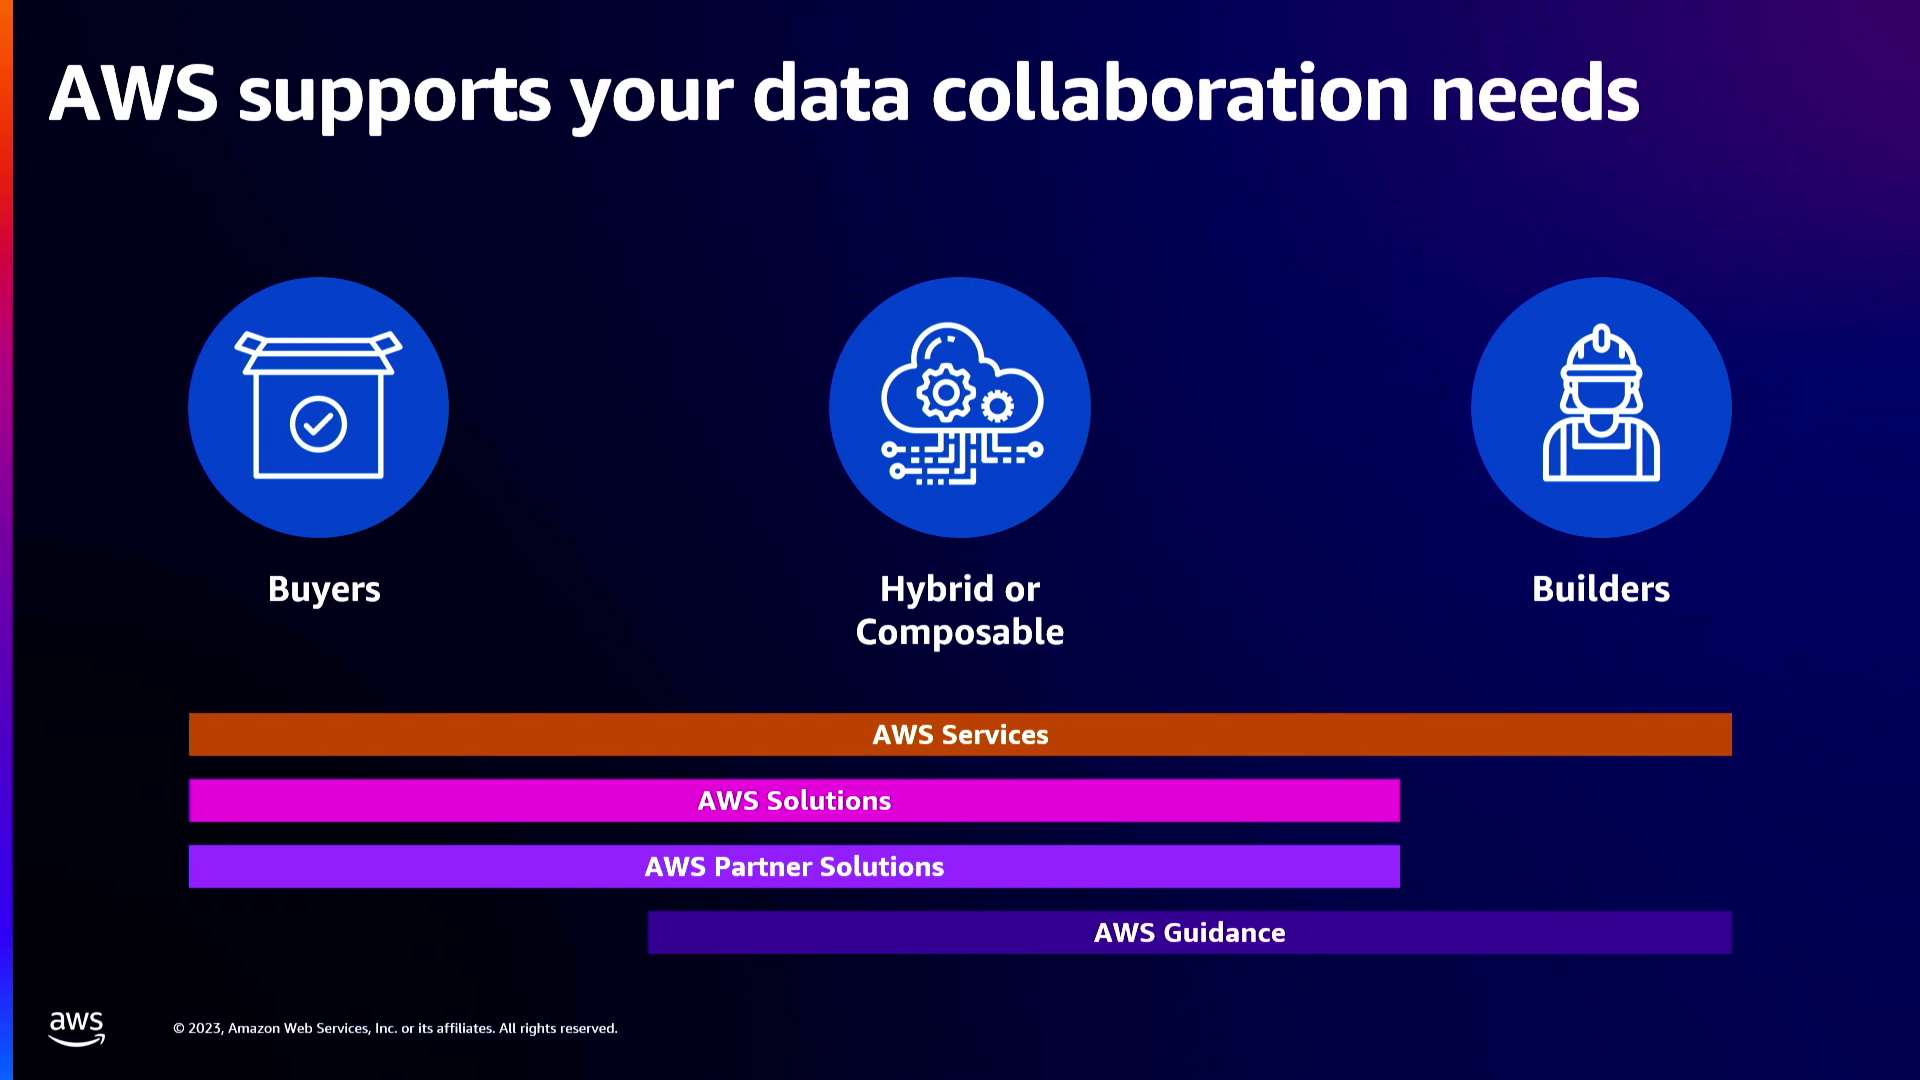 AWS supports your data collaboration needs
Buyers
Hybrid or
Composable
Builders
AWS Services
AWS Solutions
AWS Partner Solutions
AWS Guidance
aws
© 2023, Amazon Web Services, Inc. or its affiliates. All rights reserved.